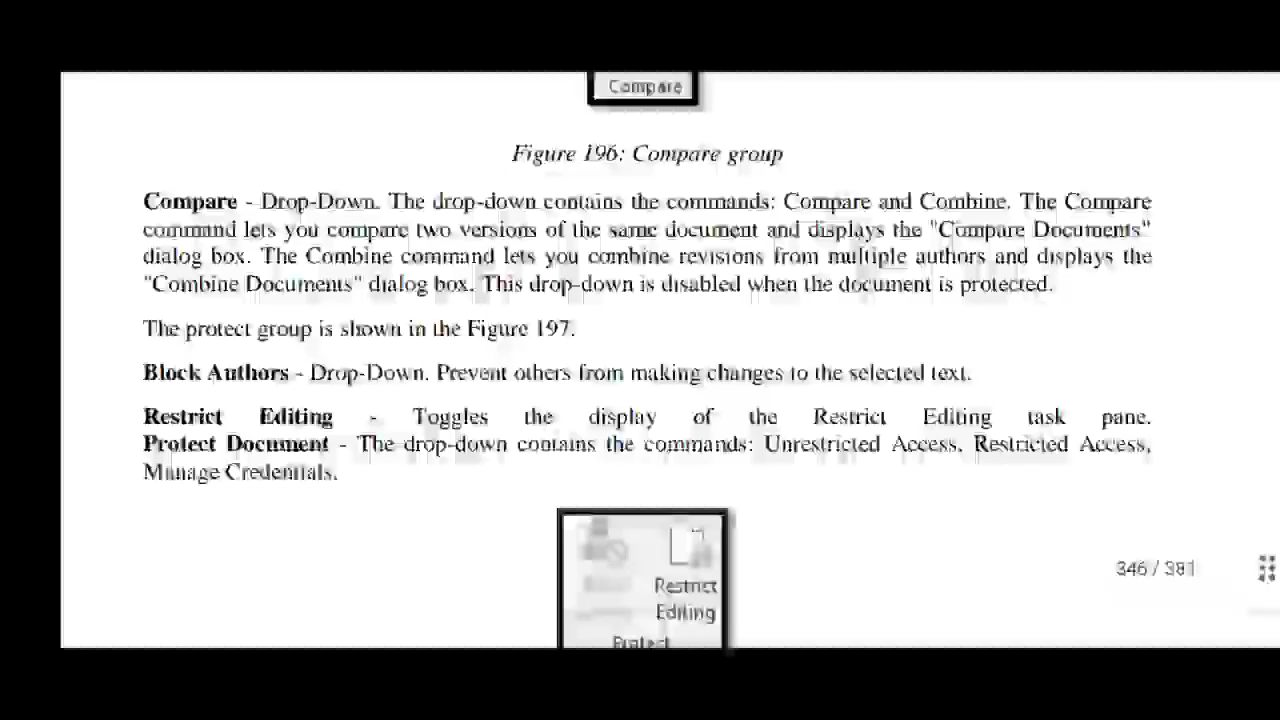 Compare
Figure 196: Compare group
Compare - Drop-Down. The drop-down contains the commands: Compare and Combine. The Compare
command lets you compare two versions of the same document and displays the "Compare Documents"
dialog box. The Combine command lets you combine revisions from multiple authors and displays the
"Combine Documents" dialog box. This drop-down is disabled when the document is protected.
The protect group is shown in the Figure 197.
Block Authors - Drop-Down. Prevent others from making changes to the selected text.
Restrict Editing - Toggles the display of the Restrict Editing task pane.
Protect Document - The drop-down contains the commands: Unrestricted Access, Restricted Access,
Manage Credentials.
Restrict
Editing
Protect
346 / 381